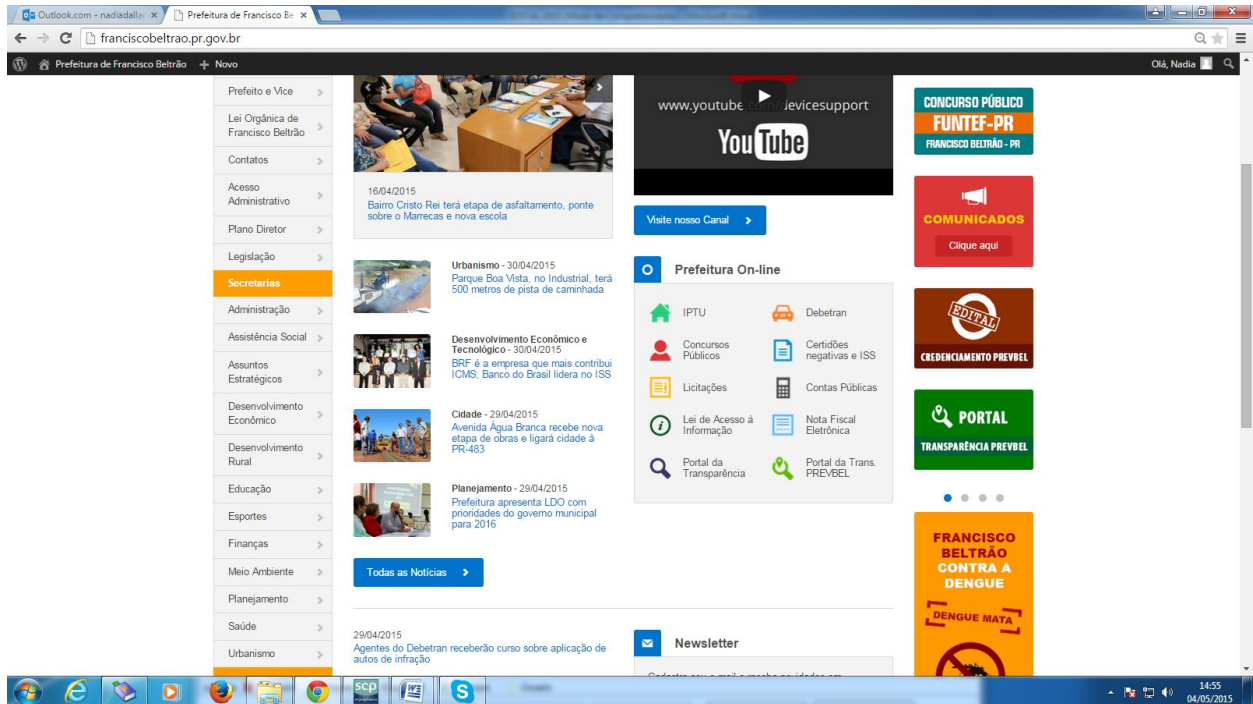 Outlook.com - nadiadalla
Prefeitura de Francisco Be
franciscobeltrao.pr.gov.br
Prefeitura de Francisco Beltrão
+ Novo
Olá, Nadia
Prefeito e Vice
Lei Orgânica de
Francisco Beltrão
Contatos
Acesso
Administrativo
Plano Diretor
Legislação
Secretarias
Administração
Assistência Social
Assuntos
Estratégicos
Desenvolvimento
Econômico
Desenvolvimento
Rural
Educação
Esportes
Finanças
Meio Ambiente
Planejamento
Saúde
Urbanismo
16/04/2015
Bairro Cristo Rei terá etapa de asfaltamento, ponte
sobre o Marrecas e nova escola
Urbanismo - 30/04/2015
Parque Boa Vista, no Industrial, terá
500 metros de pista de caminhada
Desenvolvimento Econômico e
Tecnológico - 30/04/2015
BRF é a empresa que mais contribui
ICMS; Banco do Brasil lidera no ISS
Cidade - 29/04/2015
Avenida Água Branca recebe nova
etapa de obras e ligará cidade à
PR-483
Planejamento - 29/04/2015
Prefeitura apresenta LDO com
prioridades do governo municipal
para 2016
Todas as Notícias
29/04/2015
Agentes do Debetran receberão curso sobre aplicação de
autos de infração
www.youtube com/devicesupport
YouTube
Visite nosso Canal
Prefeitura On-line
IPTU
Debetran
Concursos
Públicos
Certidões
negativas e ISS
Licitações
Contas Públicas
Lei de Acesso à
Informação
Nota Fiscal
Eletrônica
Portal da
Transparência
Portal da Trans.
PREVBEL
Newsletter
CONCURSO PÚBLICO
FUNTEF-PR
FRANCISCO BELTRÃO - PR
COMUNICADOS
Clique aqui
EDITAL
CREDENCIAMENTO PREVBEL
PORTAL
TRANSPARÊNCIA PREVBEL
FRANCISCO
BELTRÃO
CONTRA A
DENGUE
DENGUE MATA
scp
14:55
04/05/2015